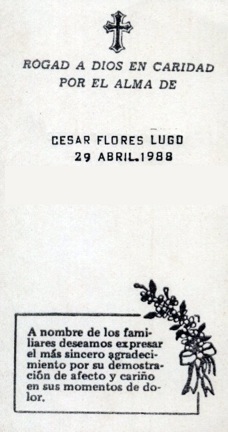 ROGAD A DIOS EN CARIDAD
POR EL ALMA DE
CESAR FLORES LUGO
29 ABRIL.1988
A nombre de los fami-
liares deseamos expresar
el más sincero agradeci-
miento por su demostra-
ción de afecto y cariño
en sus momentos de do-
lor.